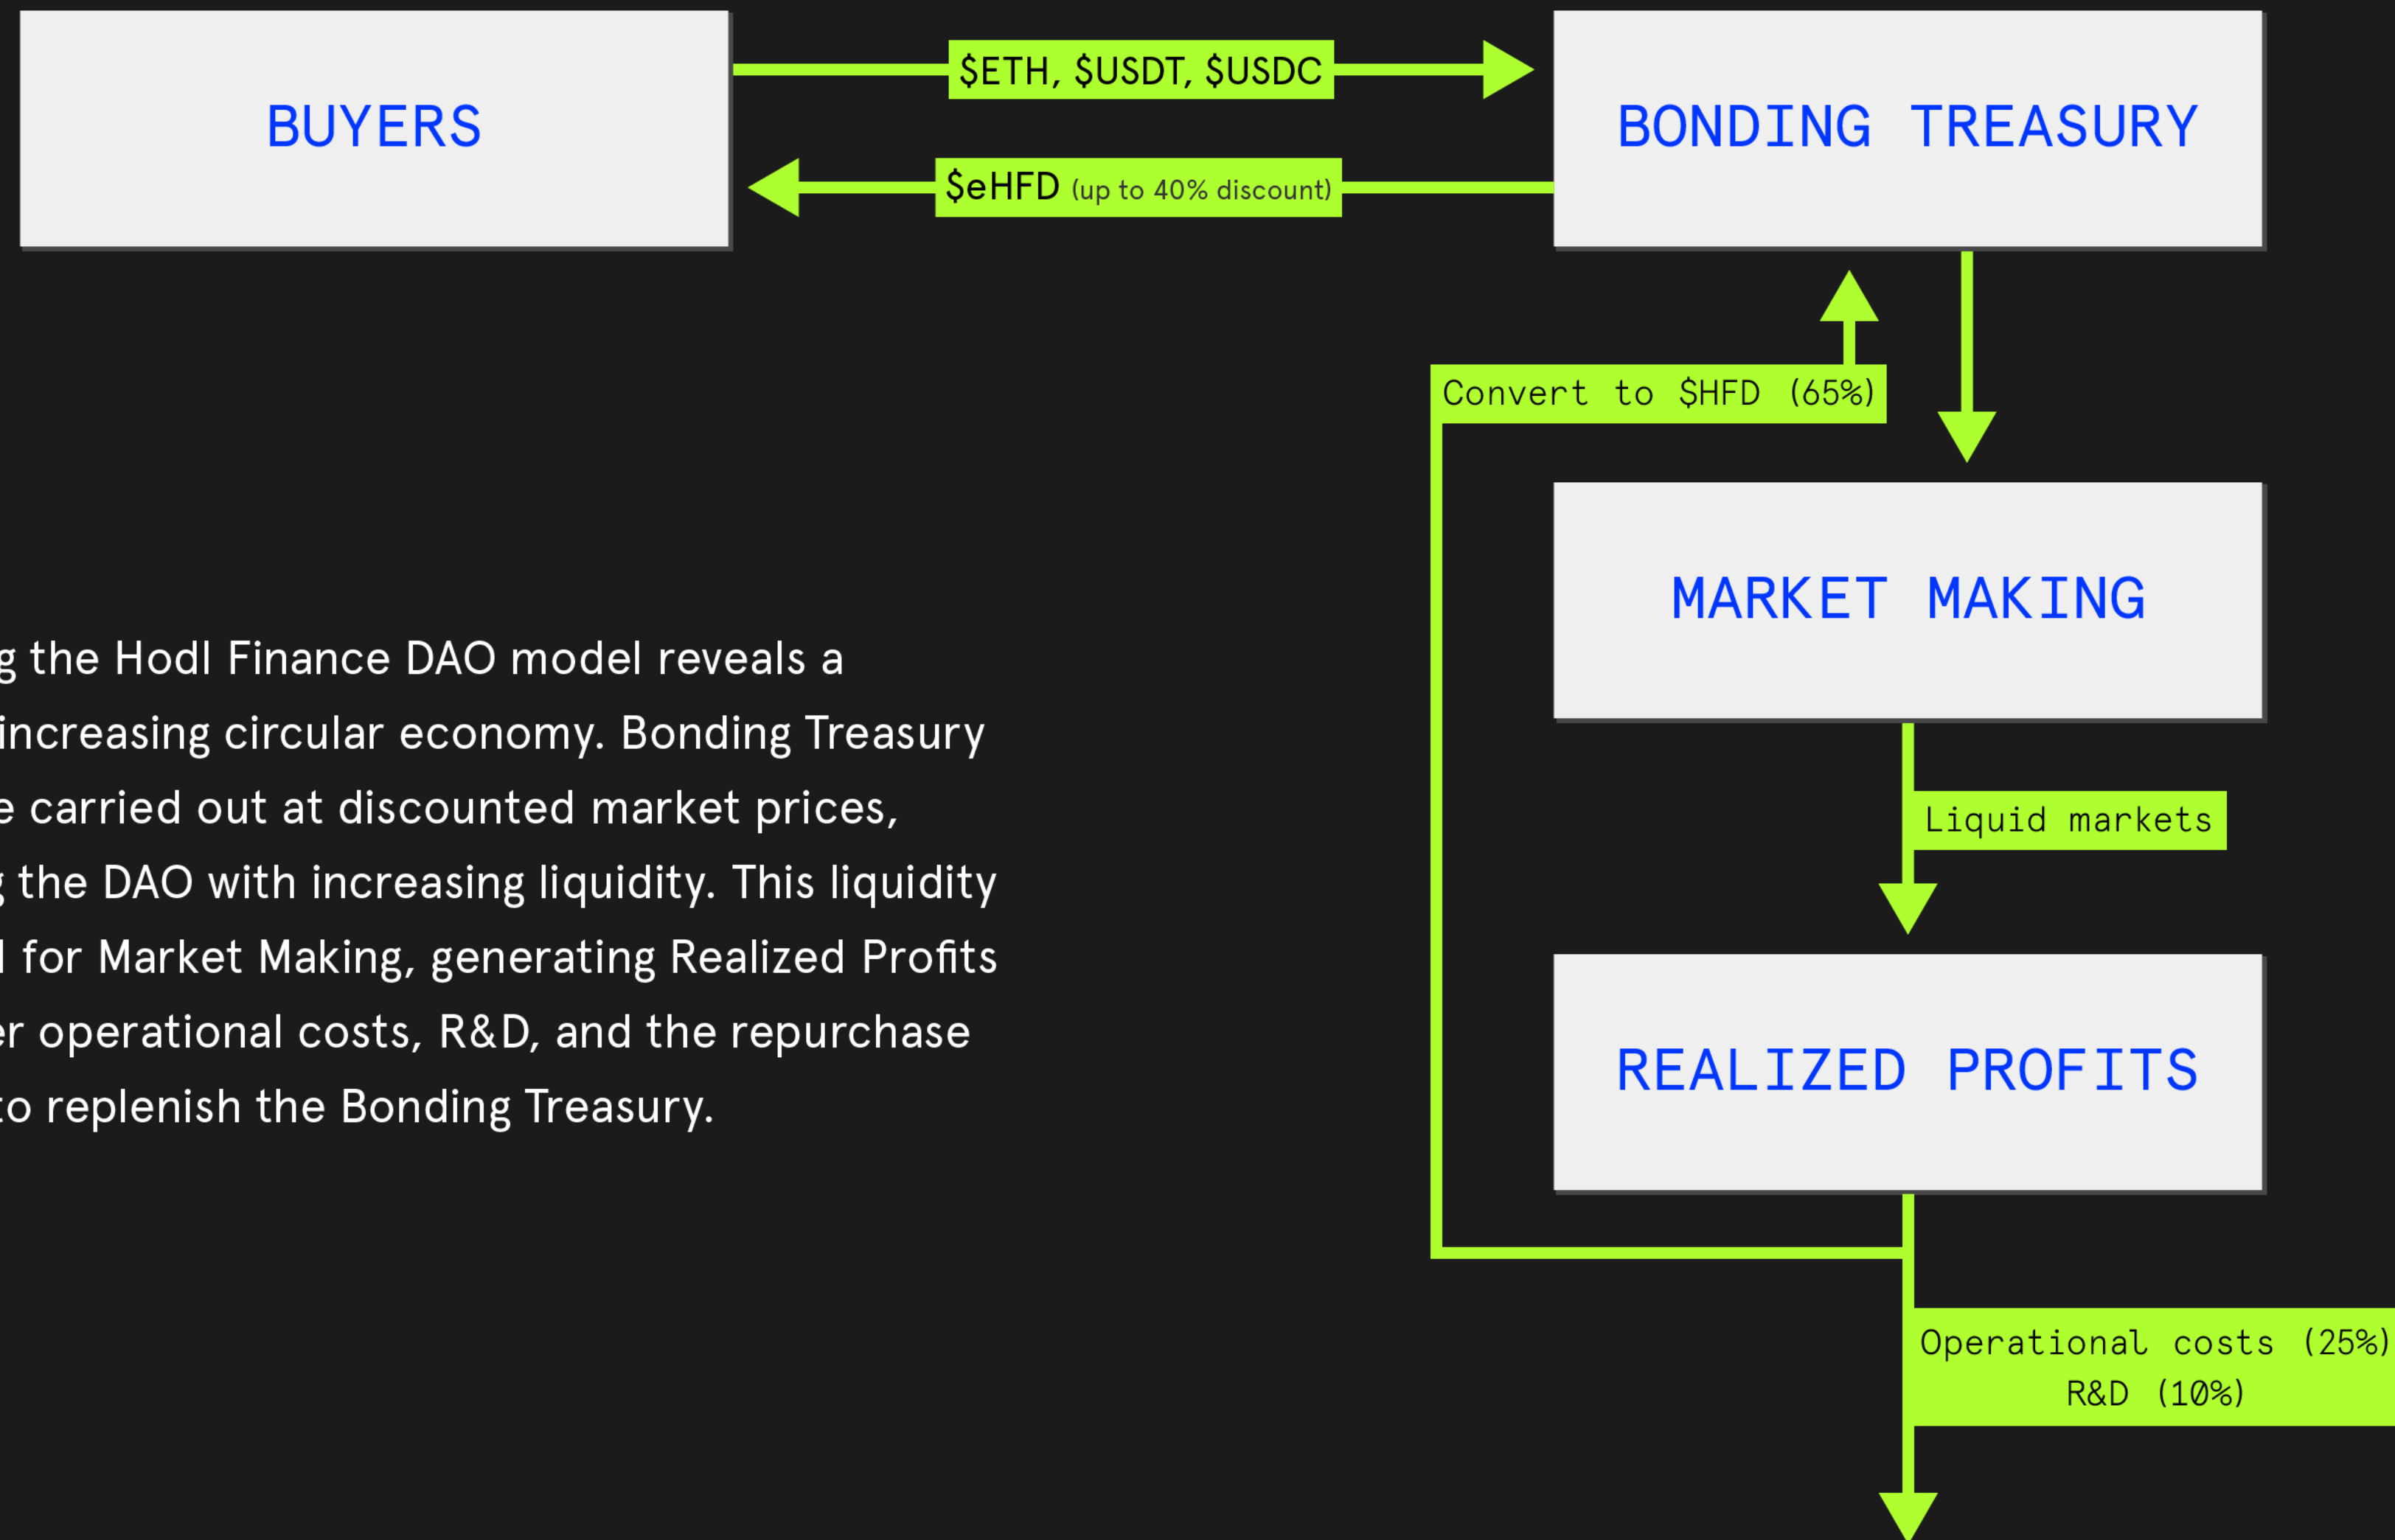 BUYERS
$ETH, $USDT, $USDC
$eHFD (up to 40% discount)
BONDING TREASURY
Convert to $HFD (65%)
MARKET MAKING
Liquid markets
REALIZED PROFITS
Operational costs (25%)
R&D (10%)
the Hodl Finance DAO model reveals a
increasing circular economy. Bonding Treasury
carried out at discounted market prices,
the DAO with increasing liquidity. This liquidity
for Market Making, generating Realized Profits
operational costs, R&D, and the repurchase
to replenish the Bonding Treasury.